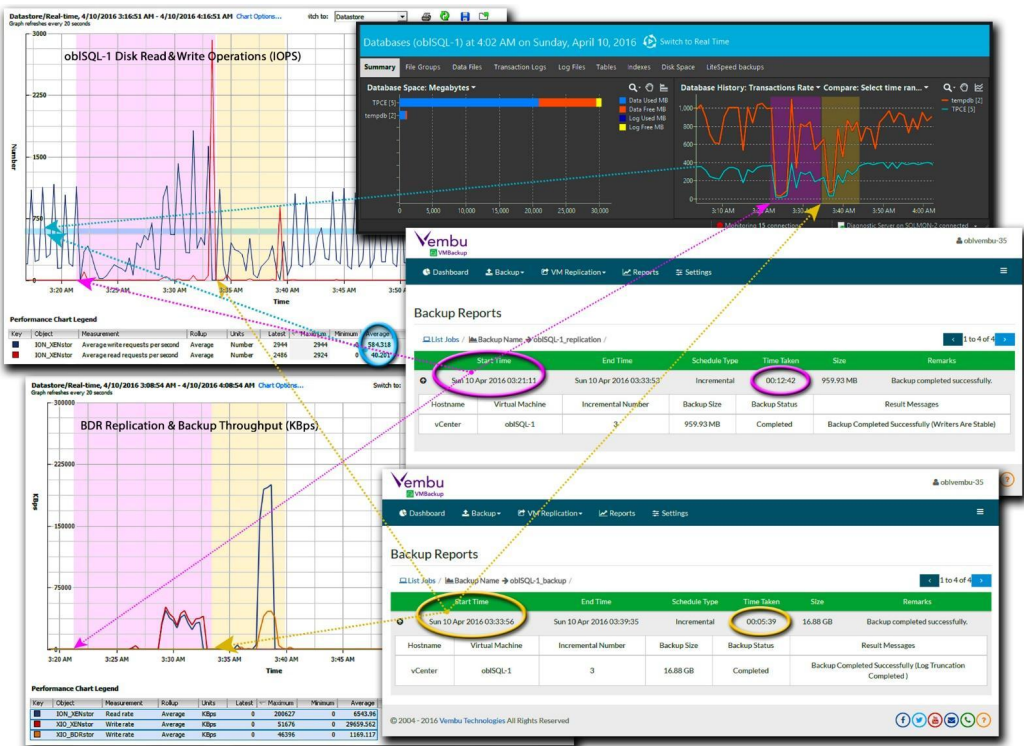 Datastore/Real-time, 4/10/2016 3:16:51 AM - 4/10/2016 4:16:51 AM Chart Options... itch to: Datastore
Graph refreshes every 20 seconds
oblSQL-1 Disk Read & Write Operations (IOPS)
3000
2250
1500
750
0
Number
3:20 AM 3:25 AM 3:30 AM 3:35 AM 3:40 AM 3:45 AM 3:50
Time
Performance Chart Legend
Key Object Measurement Rollup Units Latest Maximum Minimum Average
ION_XENstor Average write requests per second Average Number 2944 2944 0 584.318
ION_XENstor Average read requests per second Average Number 2486 2924 0 40.281
Databases (oblSQL-1) at 4:02 AM on Sunday, April 10, 2016 Switch to Real Time
Summary File Groups Data Files Transaction Logs Log Files Tables Indexes Disk Space LiteSpeed backups
Database Space: Megabytes
TPCE [5]
tempdb [2]
Data Used MB
Data Free MB
Log Used MB
Log Free MB
0 5,000 10,000 15,000 20,000 25,000 30,000
Database History: Transactions Rate Compare: Select time ran...
tempdb [2]
TPCE [5]
1,000
800
600
400
200
0
3:10 AM AM 3:30 3:40 AM 3:50 AM 4:00 AM
Monitoring 15 connections Diagnostic Server on SQLMON-2 connected
Vembu
VMBackup
oblvembu-35
Dashboard Backup VM Replication Reports Settings
Backup Reports
List Jobs / Backup Name oblSQL-1_replication /
1 to 4 of 4
Start Time End Time Schedule Type Time Taken Size Remarks
Sun 10 Apr 2016 03:21:11 Sun 10 Apr 2016 03:33:53 Incremental 00:12:42 959.93 MB Backup completed successfully.
Hostname Virtual Machine Incremental Number Backup Size Backup Status Result Messages
vCenter oblSQL-1 3 959.93 MB Completed Backup Completed Successfully (Writers Are Stable)
Datastore/Real-time, 4/10/2016 3:08:54 AM - 4/10/2016 4:08:54 AM Chart Options... Switch to:
Graph refreshes every 20 seconds
BDR Replication & Backup Throughput (KBps)
300000
225000
150000
75000
0
KBps
3:20 AM 3:25 AM 3:30 AM 3:35 AM 3:40 AM 3:45 AM
Time
Performance Chart Legend
Key Object Measurement Rollup Units Latest Maximum Minimum Average
ION_XENstor Read rate Average KBps 0 200627 0 6543.96
XIO_XENstor Write rate Average KBps 0 51676 0 29659.562
XIO_BDRstor Write rate Average KBps 0 46396 0 1169.117
Vembu
VMBackup
oblvembu-35
Dashboard Backup VM Replication Reports Settings
Backup Reports
List Jobs / Backup Name oblSQL-1_backup /
1 to 4 of 4
Start Time End Time Schedule Type Time Taken Size Remarks
Sun 10 Apr 2016 03:33:56 Sun 10 Apr 2016 03:39:35 Incremental 00:05:39 16.88 GB Backup completed successfully.
Hostname Virtual Machine Incremental Number Backup Size Backup Status Result Messages
vCenter oblSQL-1 3 16.88 GB Completed Backup Completed Successfully (Log Truncation
Completed )
© 2004 - 2016 Vembu Technologies All Rights Reserved